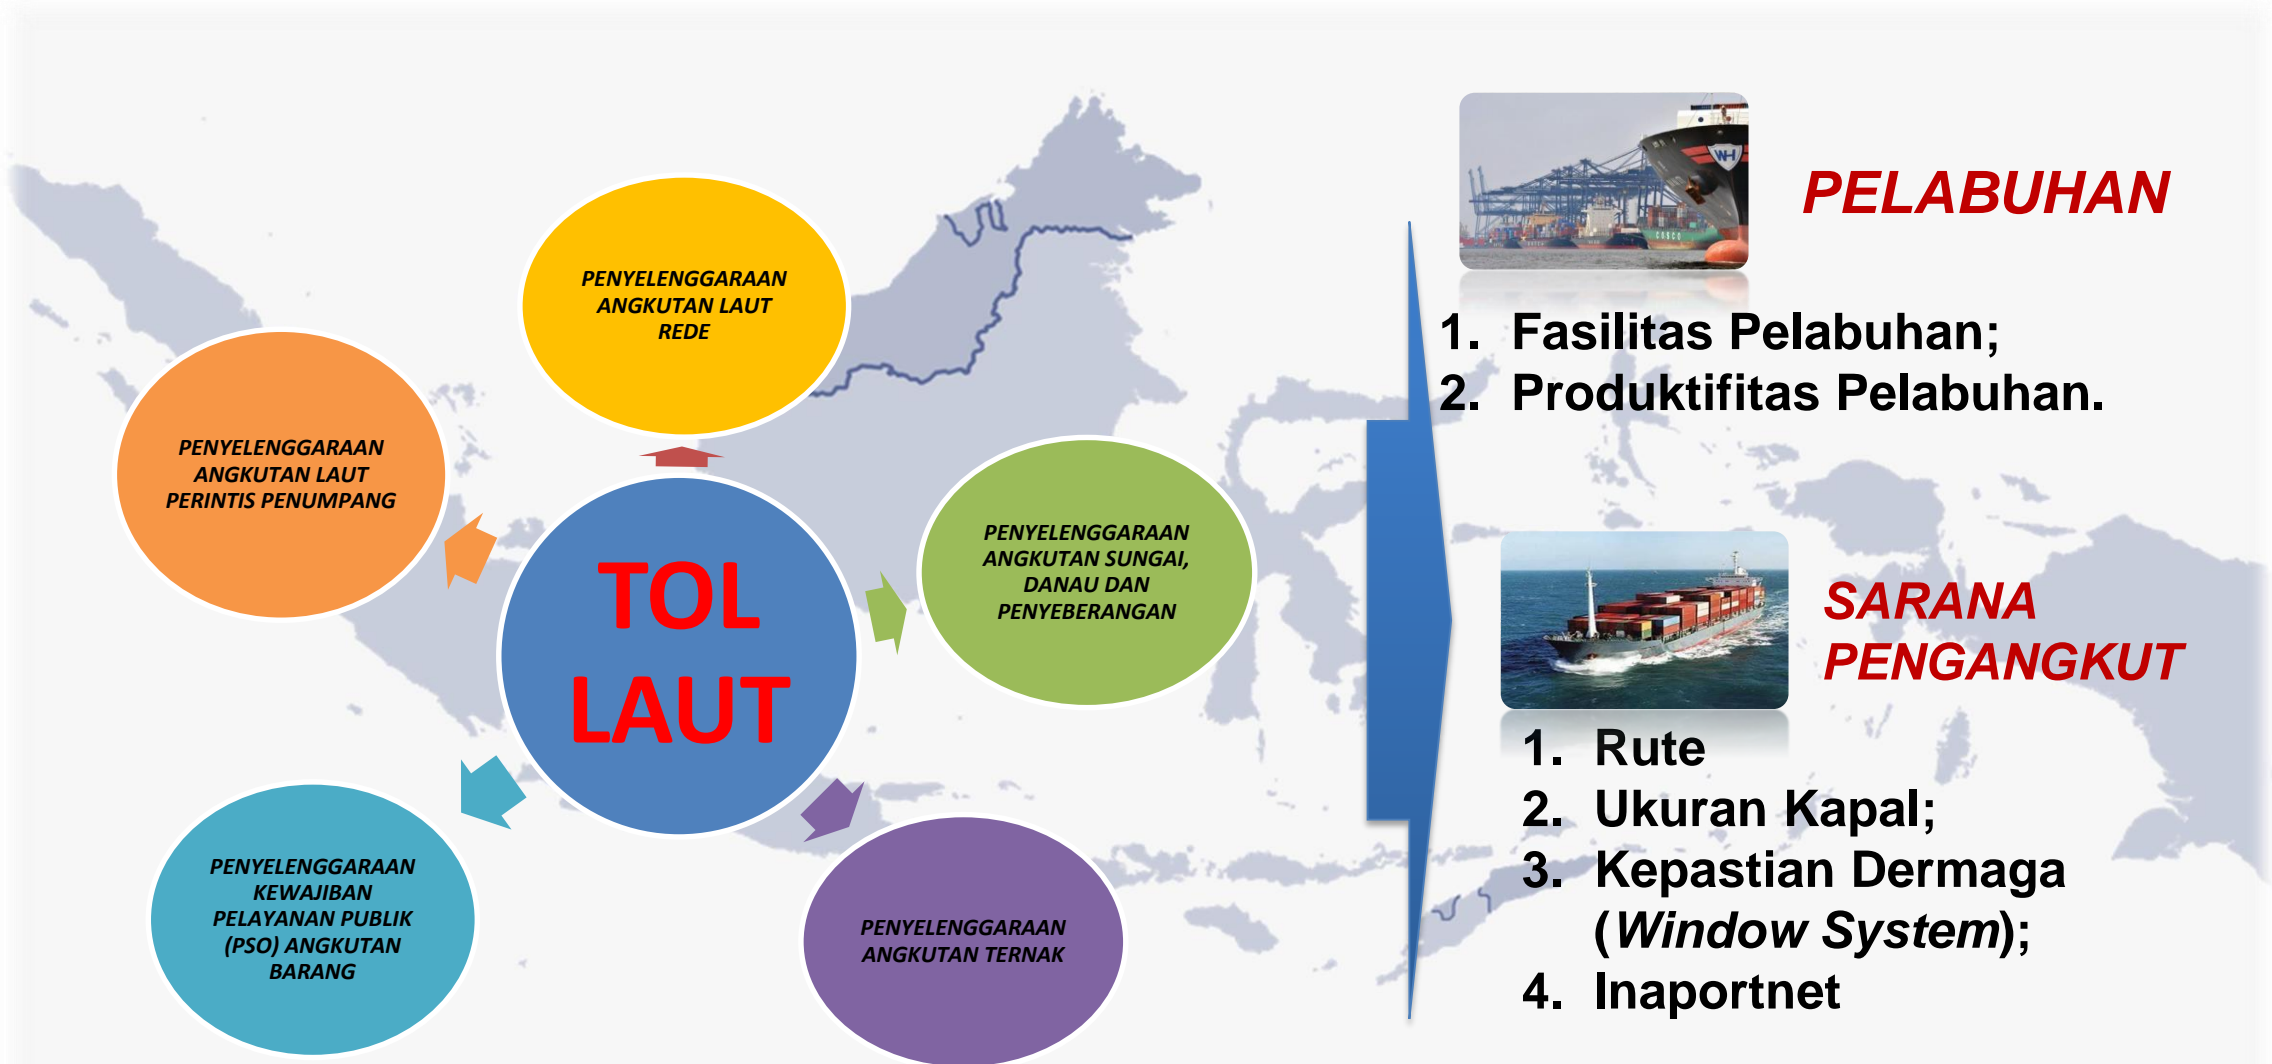 PENYELENGGARAAN
ANGKUTAN LAUT
REDE
PENYELENGGARAAN
ANGKUTAN LAUT
PERINTIS PENUMPANG
PENYELENGGARAAN
ANGKUTAN SUNGAI,
DANAU DAN
PENYEBERANGAN
TOL
LAUT
PENYELENGGARAAN
KEWAJIBAN
PELAYANAN PUBLIK
(PSO) ANGKUTAN
BARANG
PENYELENGGARAAN
ANGKUTAN TERNAK
WH
COSCO
PELABUHAN
1. Fasilitas Pelabuhan;
2. Produktifitas Pelabuhan.
SARANA
PENGANGKUT
1. Rute
2. Ukuran Kapal;
3. Kepastian Dermaga
(Window System);
4. Inaportnet